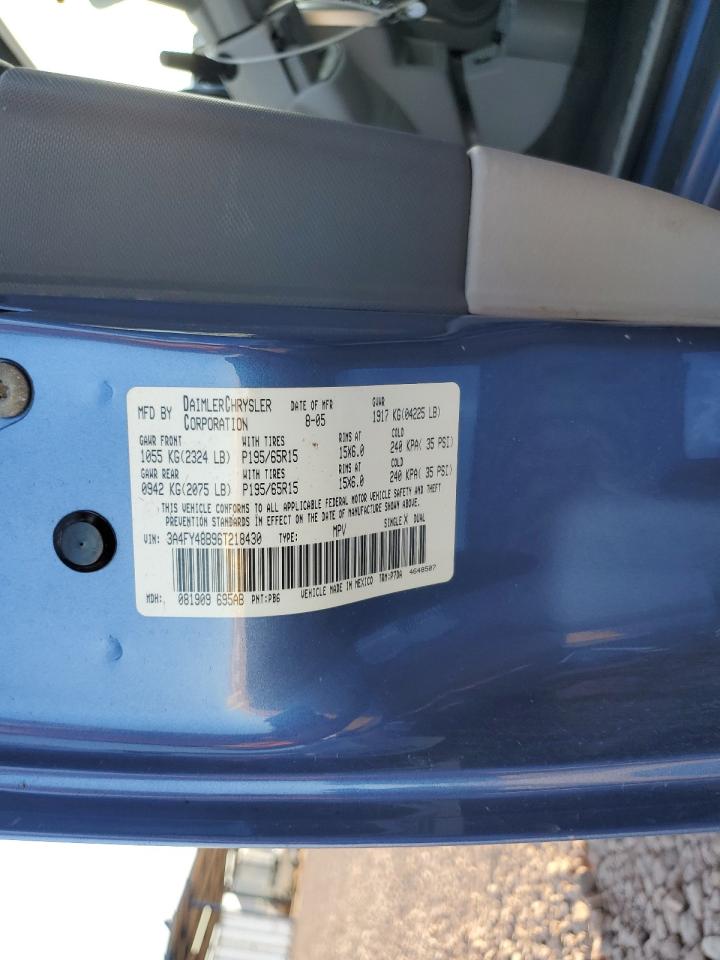 MFD BY DAIMLERCHRYSLER CORPORATION DATE OF MFR 8-05 GVWR 1917 KG(04225 LB)
GAWR FRONT WITH TIRES RIMS AT COLD
1055 KG(2324 LB) P195/65R15 15X6.0 240 KPA( 35 PSI)
GAWR REAR WITH TIRES RIMS AT COLD
0942 KG(2075 LB) P195/65R15 15X6.0 240 KPA( 35 PSI)
THIS VEHICLE CONFORMS TO ALL APPLICABLE FEDERAL MOTOR VEHICLE SAFETY AND THEFT
PREVENTION STANDARDS IN EFFECT ON THE DATE OF MANUFACTURE SHOWN ABOVE.
VIN: 3A4FY48B96T218430 TYPE: MPV SINGLE X DUAL
MDH: 081909 695AB PNT:PB6 VEHICLE MADE IN MEXICO TRM:P7DA 4648507